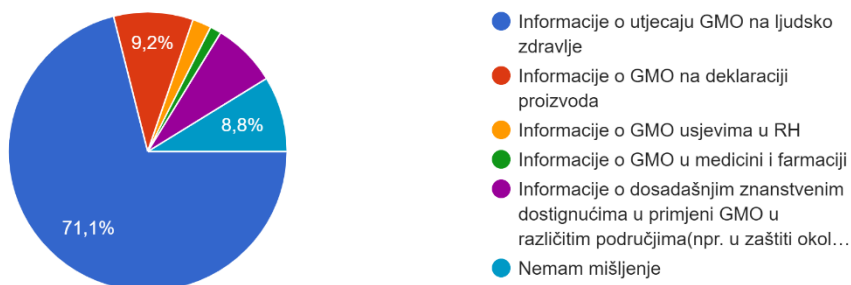 9,2%
8,8%
71,1%
Informacije o utjecaju GMO na ljudsko
zdravlje
Informacije o GMO na deklaraciji
proizvoda
Informacije o GMO usjevima u RH
Informacije o GMO u medicini i farmaciji
Informacije o dosadašnjim znanstvenim
dostignućima u primjeni GMO u
različitim područjima(npr. u zaštiti okol…
Nemam mišljenje